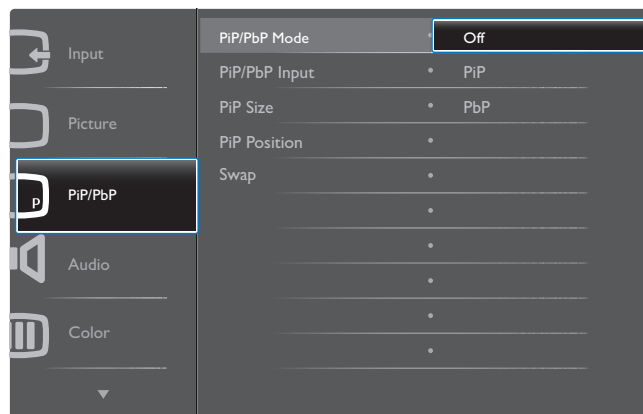 Input
Picture
P
PiP/PbP
Audio
Color
PiP/PbP Mode
PiP/PbP Input
PiP Size
PiP Position
Swap
Off
PiP
PbP